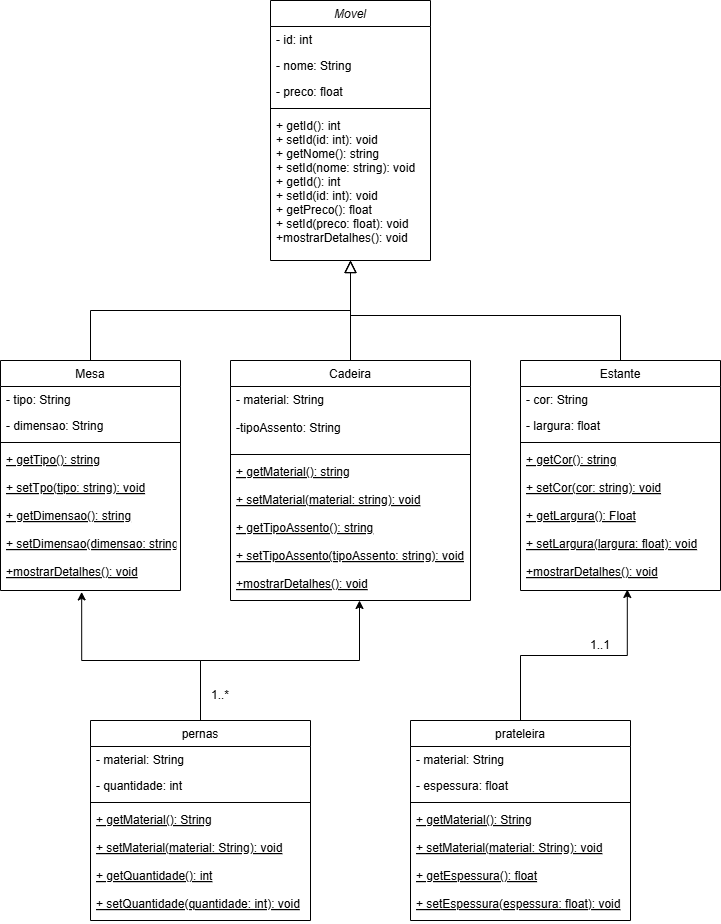 Movel
- id: int
- nome: String
- preco: float
+ getId(): int
+ setId(id: int): void
+ getNome(): string
+ setId(nome: string): void
+ getId(): int
+ setId(id: int): void
+ getPreco(): float
+ setId(preco: float): void
+mostrarDetalhes(): void
Mesa
- tipo: String
- dimensao: String
+ getTipo(): string
+ setTpo(tipo: string): void
+ getDimensao(): string
+ setDimensao(dimensao: string
+mostrarDetalhes(): void
Cadeira
- material: String
-tipoAssento: String
+ getMaterial(): string
+ setMaterial(material: string): void
+ getTipoAssento(): string
+ setTipoAssento(tipoAssento: string): void
+mostrarDetalhes(): void
Estante
- cor: String
- largura: float
+ getCor(): string
+ setCor(cor: string): void
+ getLargura(): Float
+ setLargura(largura: float): void
+mostrarDetalhes(): void
1..*
1..1
pernas
- material: String
- quantidade: int
+ getMaterial(): String
+ setMaterial(material: String): void
+ getQuantidade(): int
+ setQuantidade(quantidade: int): void
prateleira
- material: String
- espessura: float
+ getMaterial(): String
+ setMaterial(material: String): void
+ getEspessura(): float
+ setEspessura(espessura: float): void